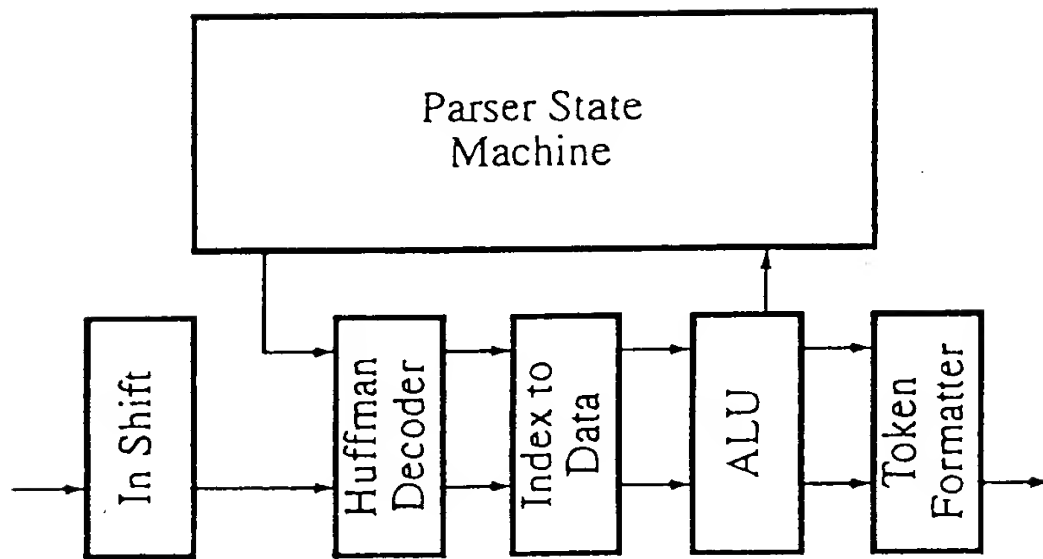 Parser State
Machine
In Shift
Huffman
Decoder
Index to
Data
ALU
Token
Formatter